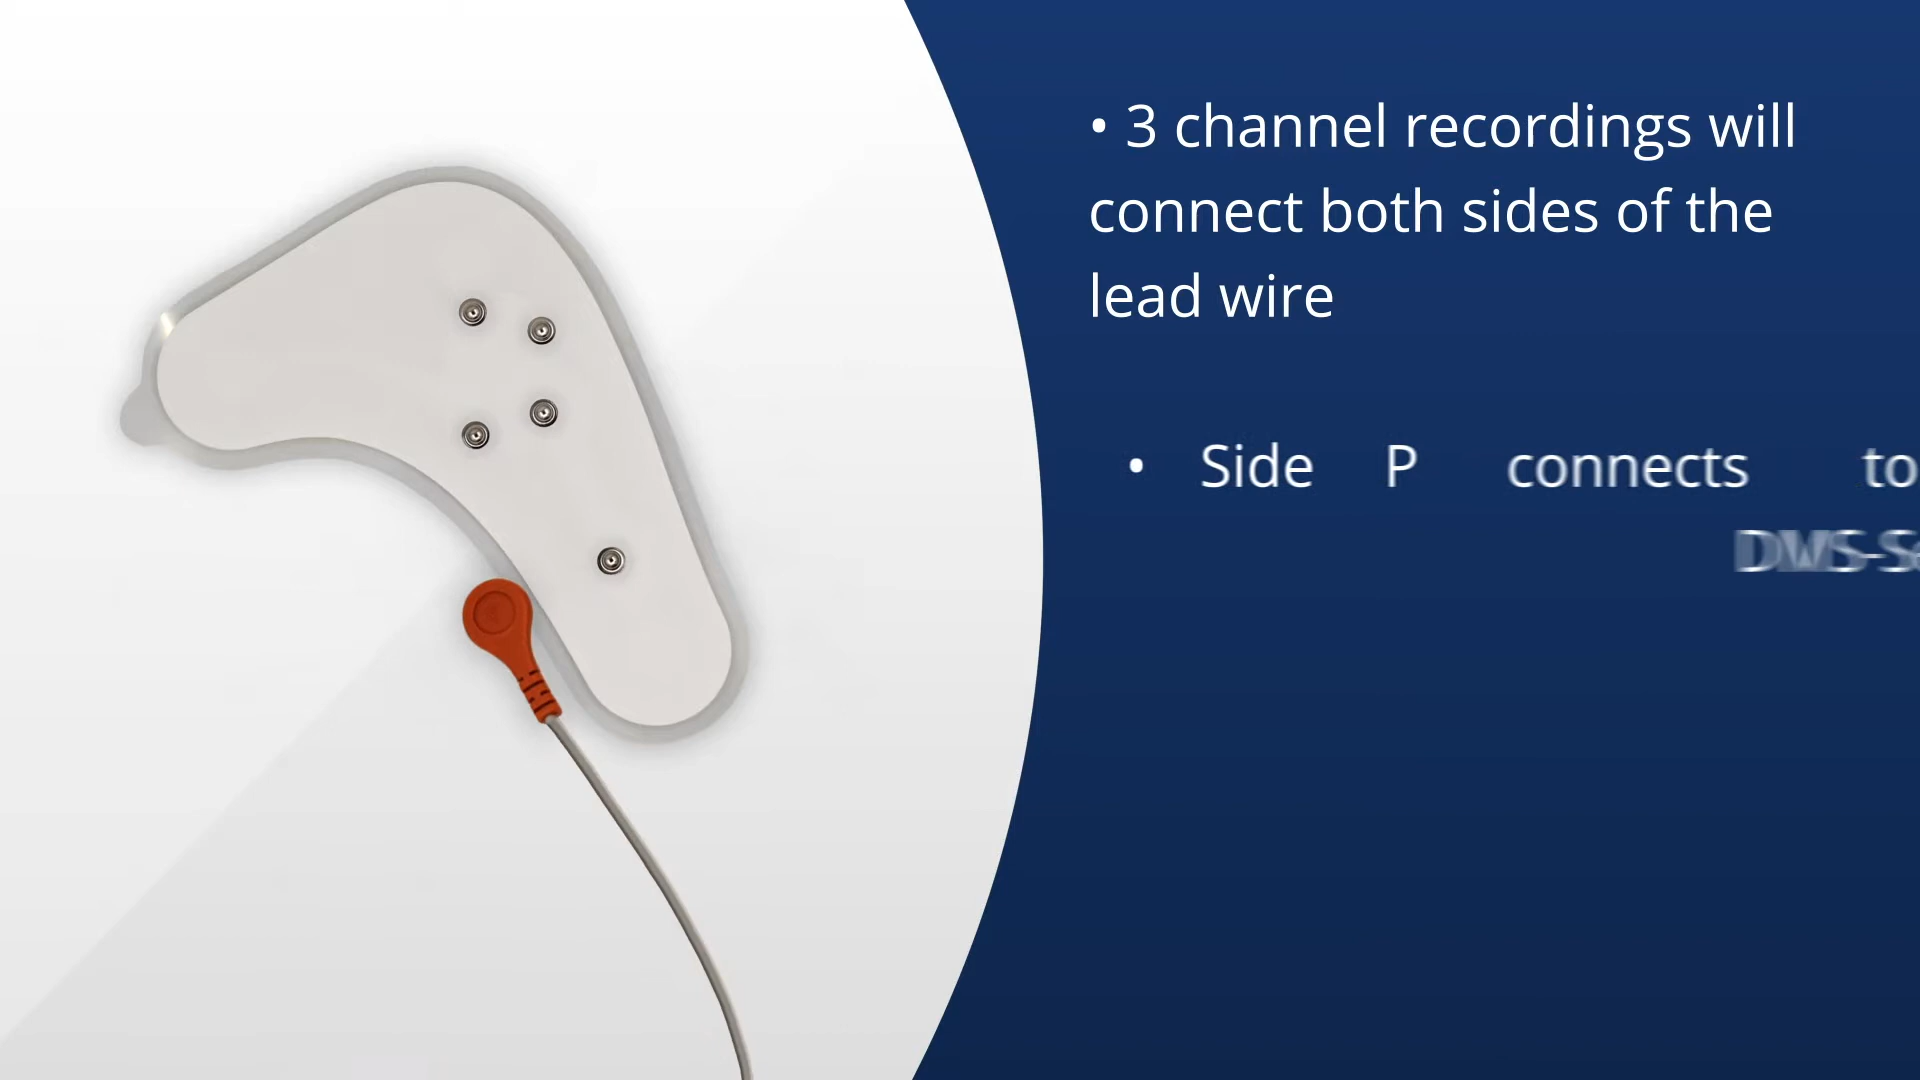 • 3 channel recordings will
connect both sides of the
lead wire
• Side P connects to